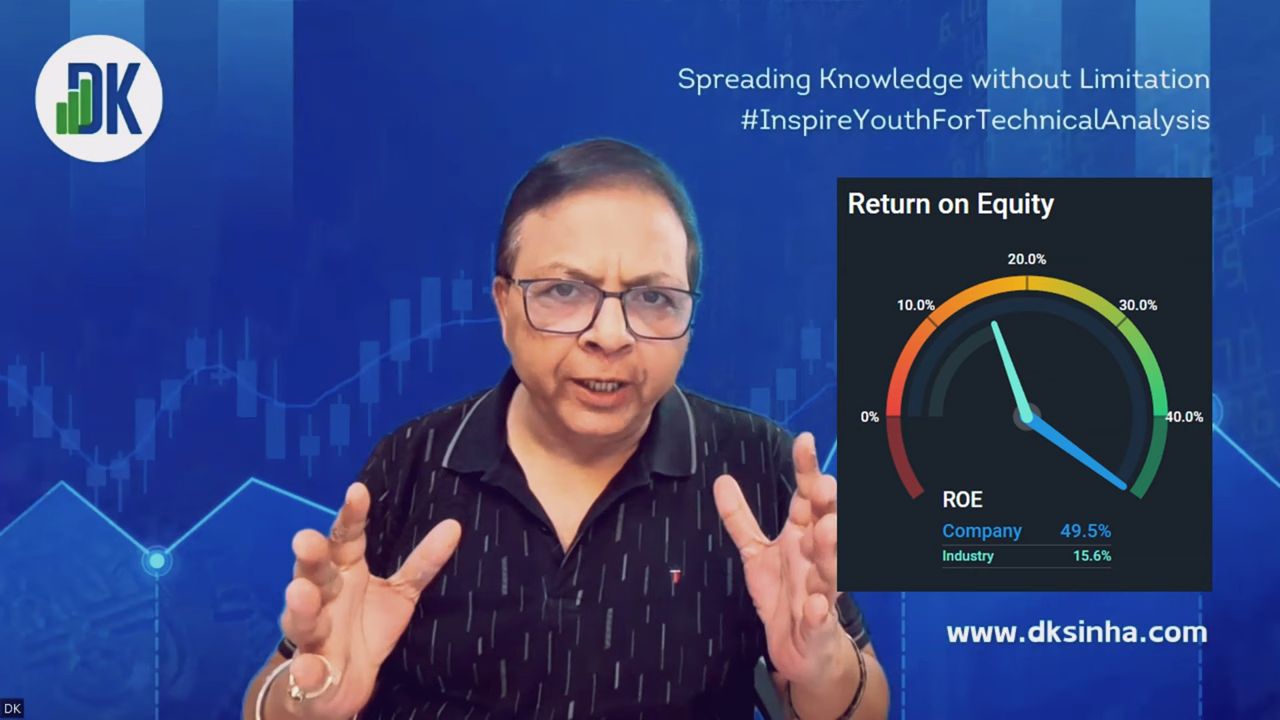 DK
Spreading Knowledge without Limitation
#InspireYouthForTechnicalAnalysis
Return on Equity
20.0%
10.0%
30.0%
0%
40.0%
ROE
Company 49.5%
Industry 15.6%
www.dksinha.com
DK